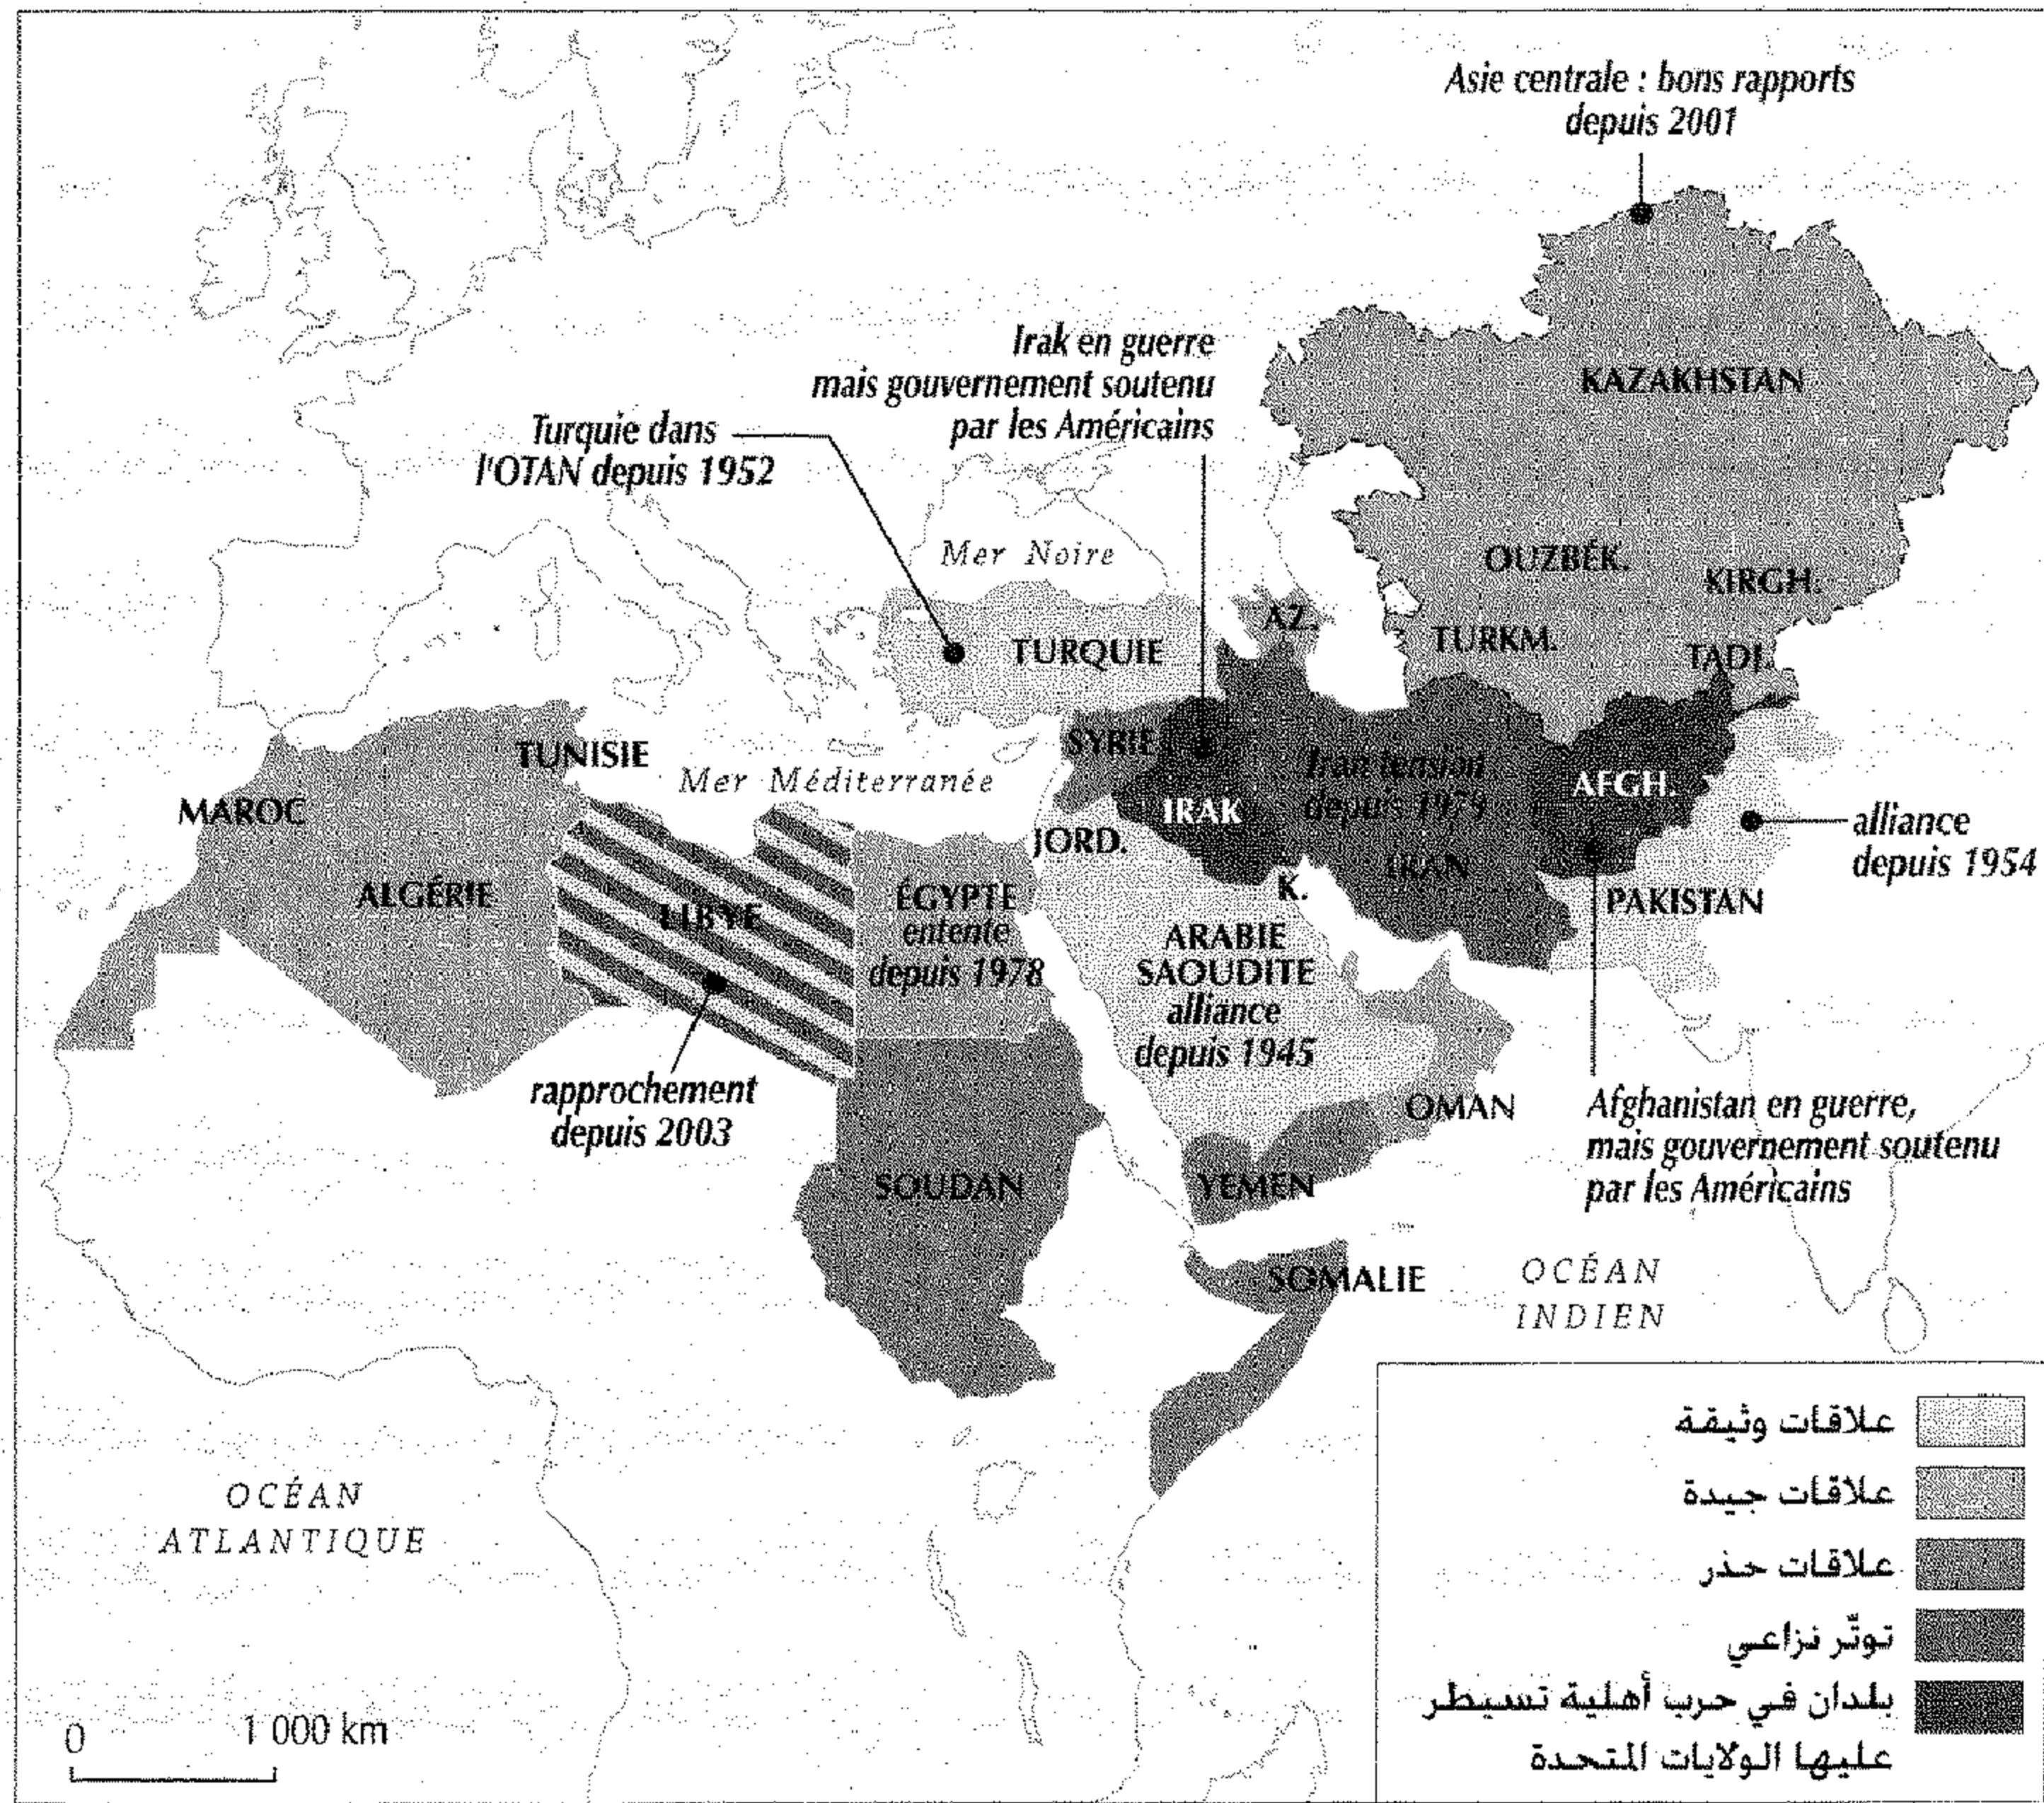 Asie centrale : bons rapports
depuis 2001
Irak en guerre
mais gouvernement soutenu
par les Américains
Turquie dans
l'OTAN depuis 1952
KAZAKHSTAN
Mer Noire
OUZBÉK.
KIRGH.
AZ.
TURKM.
TURQUIE
TADJ.
TUNISIE
SYRIE
Iran tension
depuis 1979
Mer Méditerranée
AFGH.
MAROC
IRAK
JORD.
alliance
depuis 1954
IRAN
K.
ALGÉRIE
LIBYE
ÉGYPTE
entente
depuis 1978
PAKISTAN
ARABIE
SAOUDITE
alliance
depuis 1945
rapprochement
depuis 2003
OMAN
Afghanistan en guerre,
mais gouvernement soutenu
par les Américains
SOUDAN
YEMEN
SOMALIE
OCÉAN
INDIEN
علاقات وثيقة
علاقات جيدة
علاقات حذر
توتّر نزاعي
بلدان في حرب أهلية تسيطر
عليها الولايات المتحدة
OCÉAN
ATLANTIQUE
0 1 000 km